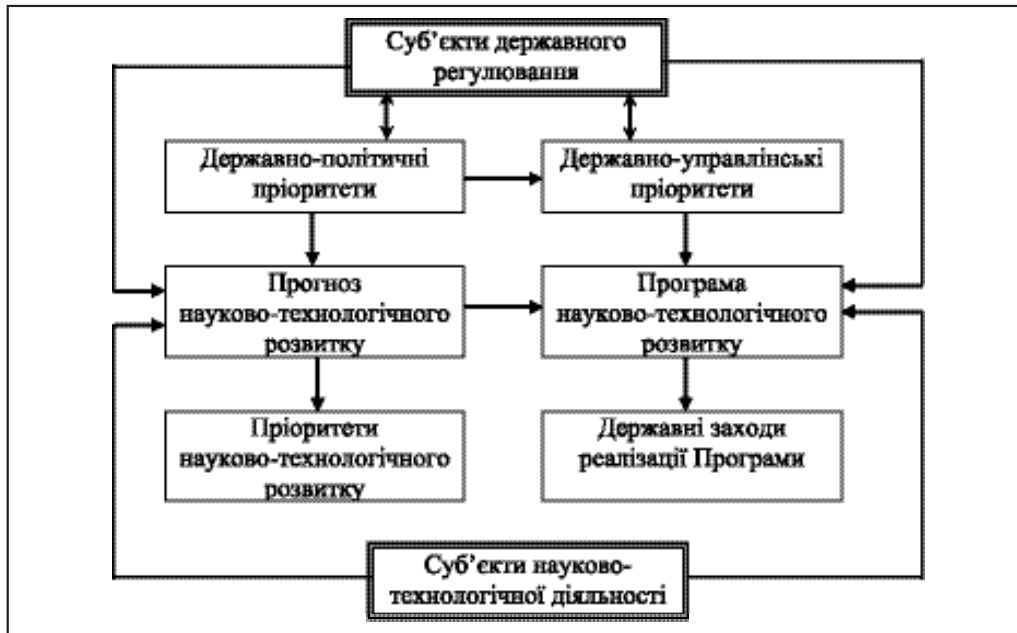 Суб’єкти державного
регулювання
Державно-політичні
пріоритети
Державно-управлінські
пріоритети
Прогноз
науково-технологічного
розвитку
Програма
науково-технологічного
розвитку
Пріоритети
науково-технологічного
розвитку
Державні заходи
реалізації Програми
Суб’єкти науково-
технологічної діяльності